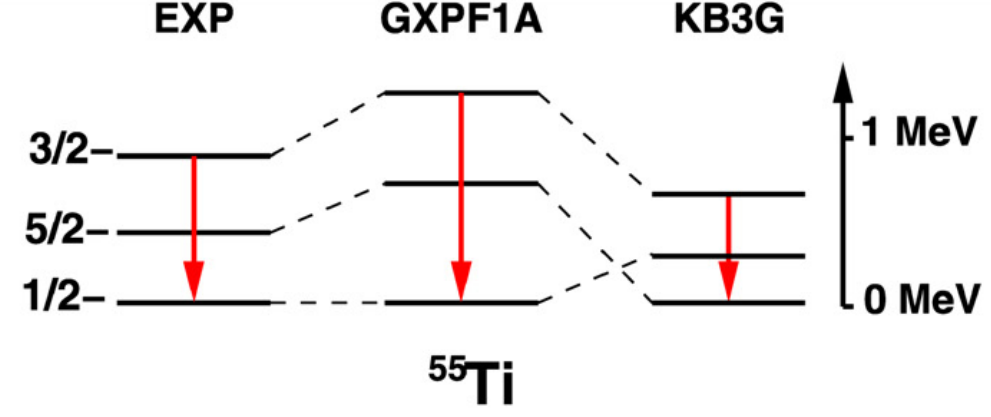 EXP GXPF1A KB3G
3/2–
1 MeV
5/2–
1/2–
0 MeV
55Ti